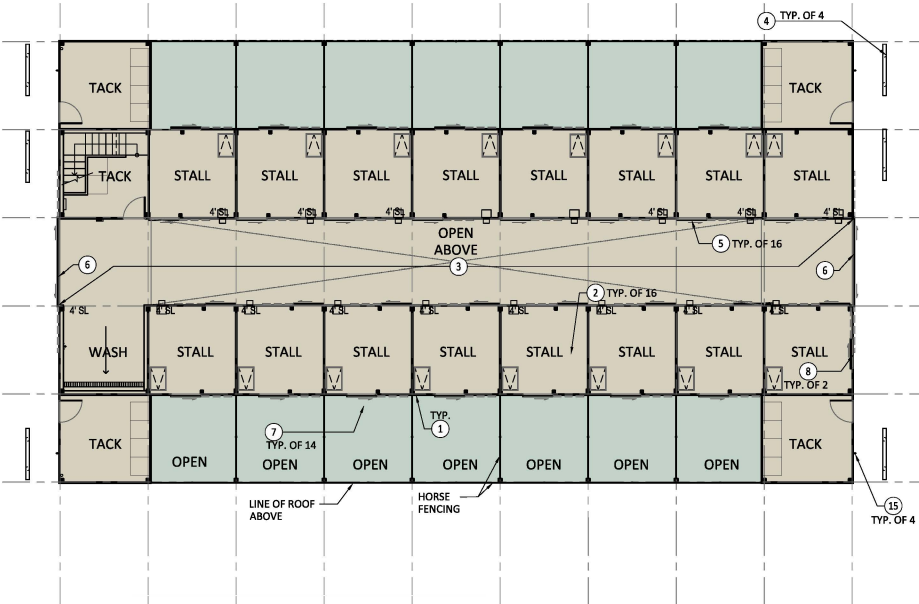 4 TYP. OF 4
TACK
TACK
TACK
STALL
STALL
STALL
STALL
STALL
STALL
STALL
STALL
4' SL
4' SL
4' SL
4' SL
4' SL
4' SL
OPEN
ABOVE
5 TYP. OF 16
6
3
6
2 TYP. OF 16
4' SL
4' SL
4' SL
4' SL
4' SL
4' SL
4' SL
4' SL
4' SL
WASH
STALL
STALL
STALL
STALL
STALL
STALL
STALL
STALL
8
TYP. OF 2
TYP.
1
7
TYP. OF 14
TACK
TACK
OPEN
OPEN
OPEN
OPEN
OPEN
OPEN
OPEN
LINE OF ROOF
ABOVE
HORSE
FENCING
15
TYP. OF 4